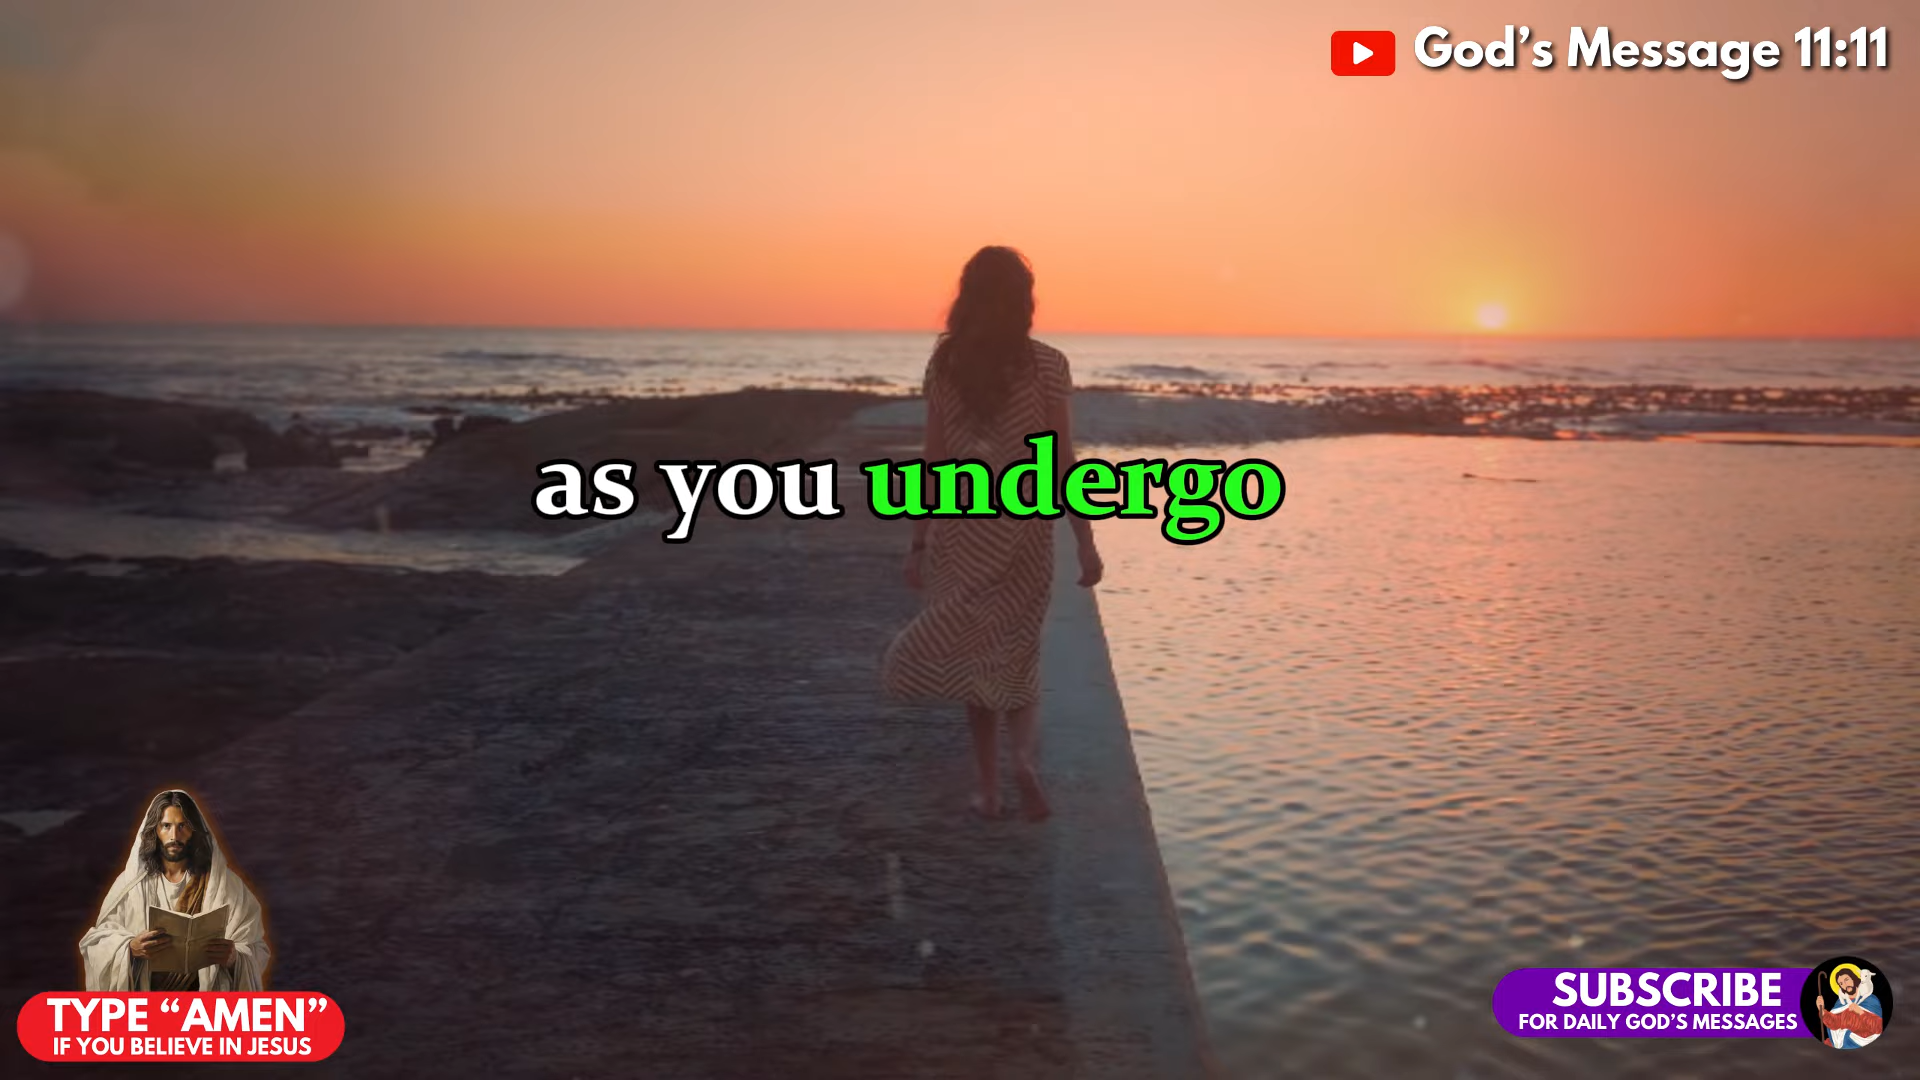 God’s Message 11:11
as you undergo
TYPE “AMEN”
IF YOU BELIEVE IN JESUS
SUBSCRIBE
FOR DAILY GOD’S MESSAGES